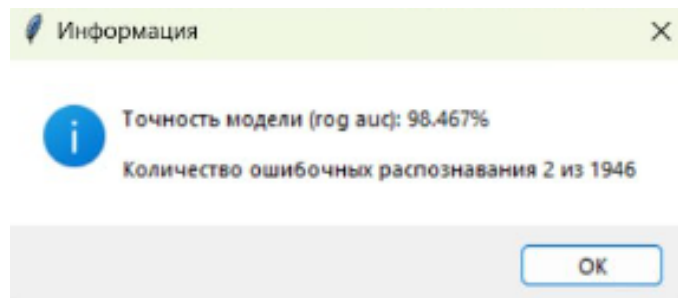 Информация
Точность модели (rog auc): 98.467%
Количество ошибочных распознавания 2 из 1946
OK